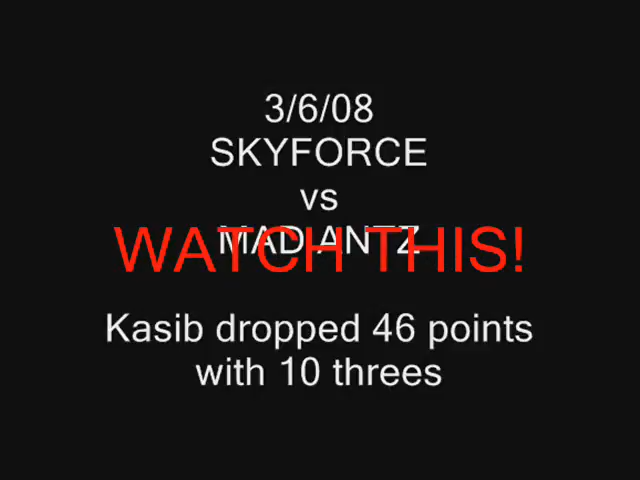 3/6/08
SKYFORCE
vs
MAD ANTZ
WATCH THIS!
Kasib dropped 46 points
with 10 threes